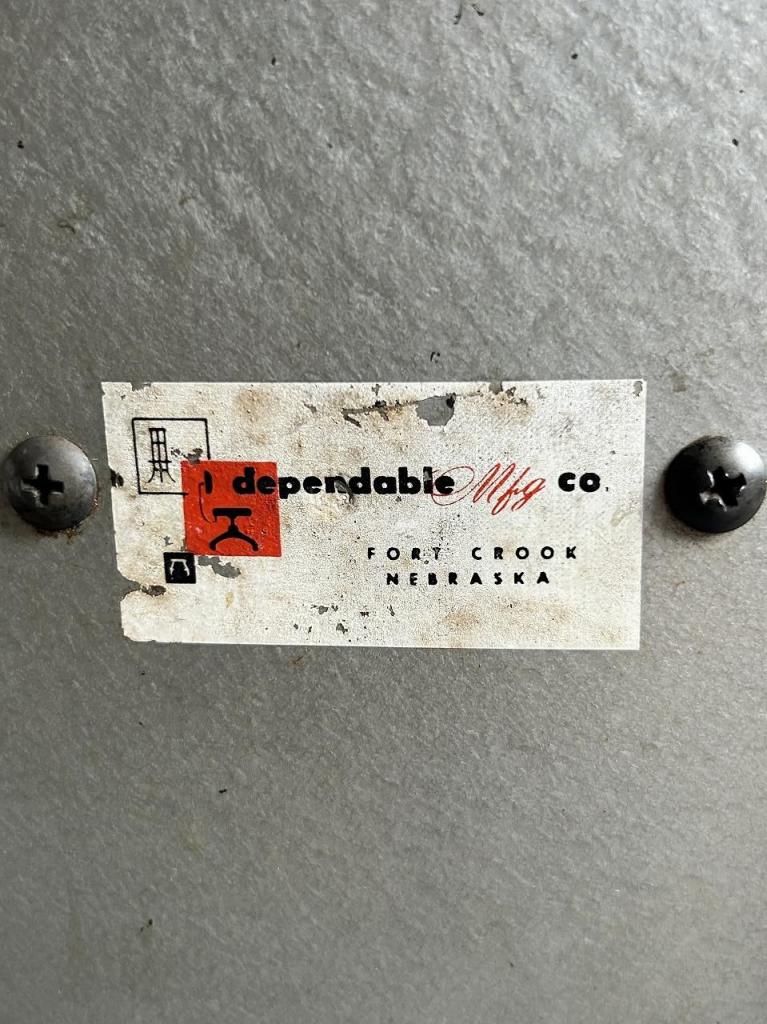 dependable Mfg co.
FORT CROOK
NEBRASKA